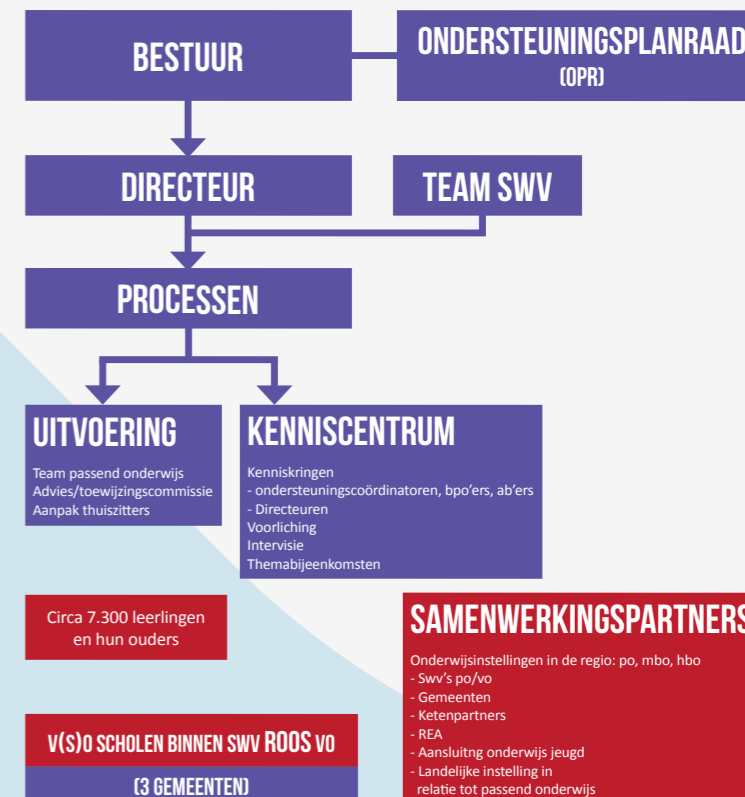 BESTUUR
ONDERSTEUNINGSPLANRAAD
(OPR)
DIRECTEUR
TEAM SWV
PROCESSEN
UITVOERING
Team passend onderwijs
Advies/toewijzingscommissie
Aanpak thuiszitters
KENNISCENTRUM
Kenniskringen
- ondersteuningscoördinatoren, bpo'ers, ab'ers
- Directeuren
Voorlichting
Intervisie
Themabijeenkomsten
Circa 7.300 leerlingen
en hun ouders
SAMENWERKINGSPARTNERS
Onderwijsinstellingen in de regio: po, mbo, hbo
- Swv's po/vo
- Gemeenten
- Ketenpartners
- REA
- Aansluitng onderwijs jeugd
- Landelijke instelling in
relatie tot passend onderwijs
V(S)O SCHOLEN BINNEN SWV ROOS VO
(3 GEMEENTEN)